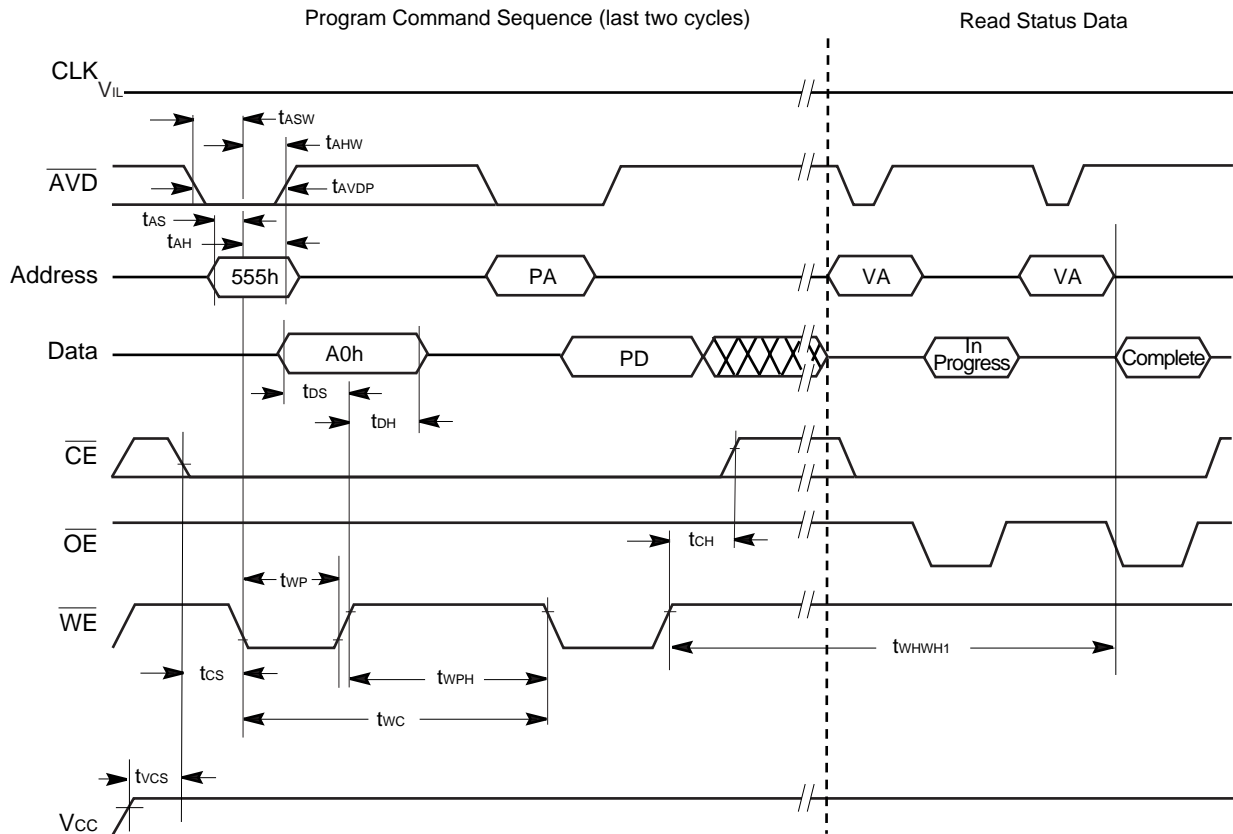 Program Command Sequence (last two cycles)
Read Status Data
CLK
VIL
tASW
tAHW
AVD
tAVDP
tAS
tAH
Address
555h
PA
VA
VA
Data
A0h
PD
In
Progress
Complete
tDS
tDH
CE
OE
tCH
tWP
WE
tWHWH1
tCS
tWPH
tWC
tVCS
VCC